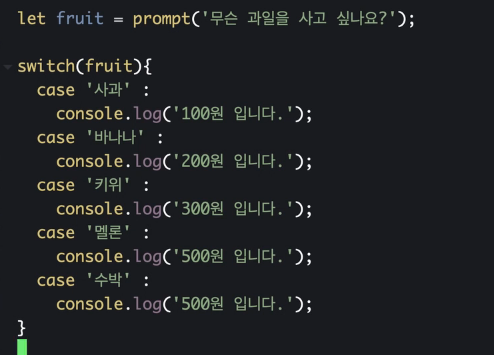 let fruit = prompt('무슨 과일을 사고 싶나요?');
switch(fruit){
case '사과' :
console.log('100원 입니다.');
case '바나나' :
console.log('200원 입니다.');
case '키위' :
console.log('300원 입니다.');
case '멜론' :
console.log('500원 입니다.');
case '수박' :
console.log('500원 입니다.');
}